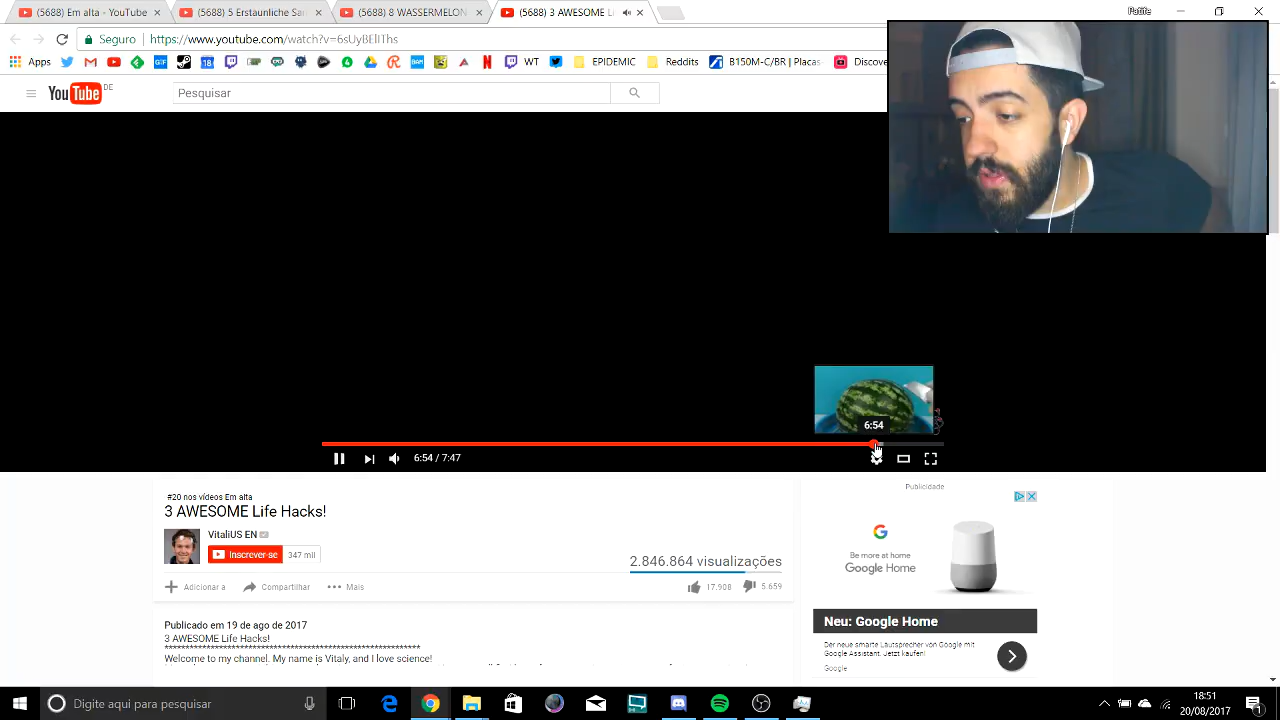 (5688) Em alta - YouTube
(5688) 5 Erstaunliche Sa
(5688) 8 WASSERMELON
(5688) 3 AWESOME Li
Petite
Seguro
https://www.youtube.com/watch?v=6sUyBEllThs
Apps
GIF
18
BAM
WT
EPIDEMIC
Reddits
B150M-C/BR | Placas
Discove
YouTube DE
Pesquisar
6:54
6:54 / 7:47
#20 nos vídeos Em alta
3 AWESOME Life Hacks!
VitaliUS EN
Inscrever-se
347 mil
2.846.864 visualizações
Adicionar a
Compartilhar
Mais
17.908
5.659
Publicado em 19 de ago de 2017
3 AWESOME Life Hacks!
Welcome to my channel. My name is Vitaly, and I love science!
Publicidade
Be more at home
Google Home
Neu: Google Home
Der neue smarte Lautsprecher von Google mit
Google Assistant. Jetzt kaufen!
Google
Digite aqui para pesquisar
18:51
20/08/2017